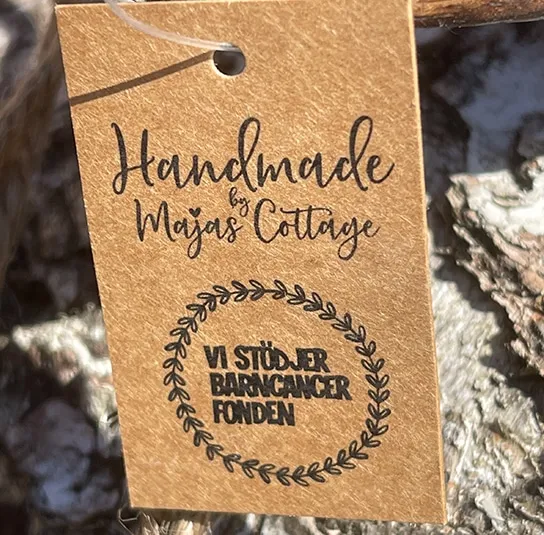 Handmade
by
Majas Cottage
VI STÖDJER
BARNCANCER
FONDEN